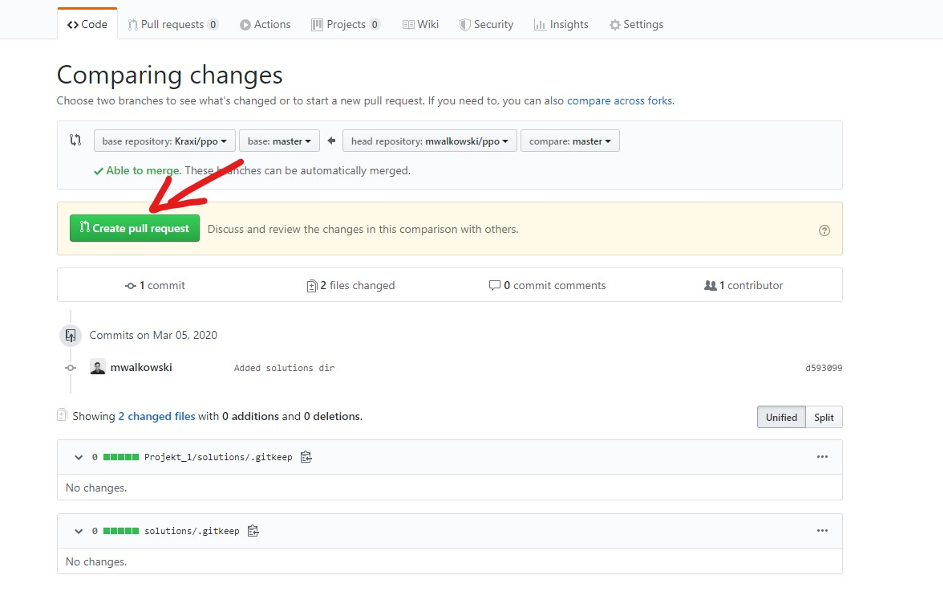 Code Pull requests 0 Actions Projects 0 Wiki Security Insights Settings
Comparing changes
Choose two branches to see what's changed or to start a new pull request. If you need to, you can also compare across forks.
base repository: Kraxi/ppo base: master head repository: mwalkowski/ppo compare: master
Able to merge. These branches can be automatically merged.
Create pull request Discuss and review the changes in this comparison with others.
1 commit 2 files changed 0 commit comments 1 contributor
Commits on Mar 05, 2020
mwalkowski Added solutions dir d593099
Showing 2 changed files with 0 additions and 0 deletions. Unified Split
0 Projekt_1/solutions/.gitkeep
No changes.
0 solutions/.gitkeep
No changes.